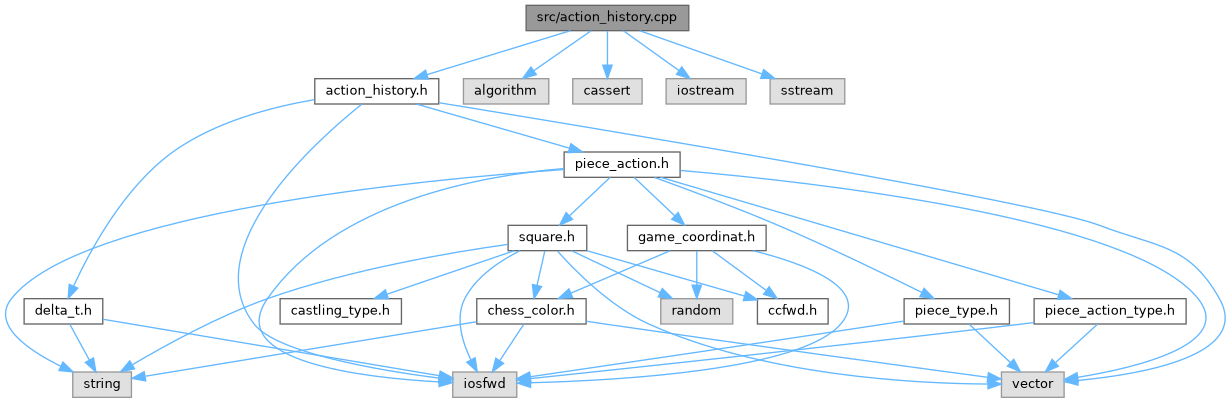 src/action_history.cpp
action_history.h
algorithm
cassert
iostream
sstream
piece_action.h
square.h
game_coordinat.h
delta_t.h
castling_type.h
chess_color.h
random
ccfwd.h
piece_type.h
piece_action_type.h
string
iosfwd
vector